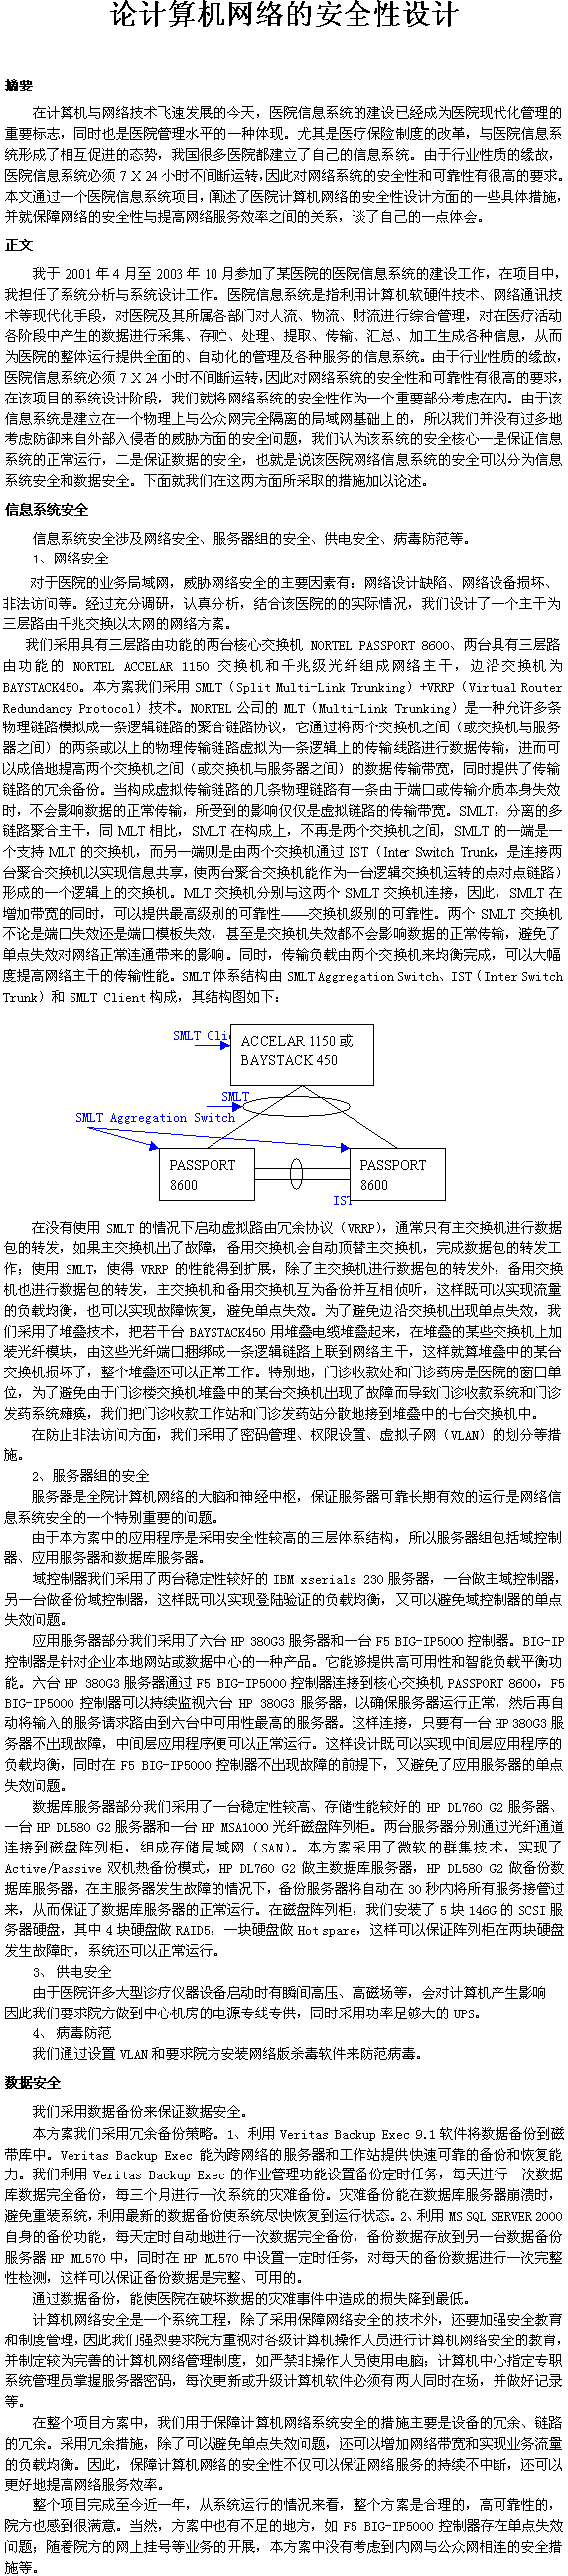 论计算机网络的安全性设计
摘要
在计算机与网络技术飞速发展的今天，医院信息系统的建设已经成为医院现代化管理的
重要标志，同时也是医院管理水平的一种体现。尤其是医疗保险制度的改革，与医院信息系
统形成了相互促进的态势，我国很多医院都建立了自己的信息系统。由于行业性质的缘故，
医院信息系统必须 7 X 24 小时不间断运转，因此对网络系统的安全性和可靠性有很高的要求。
本文通过一个医院信息系统项目，阐述了医院计算机网络的安全性设计方面的一些具体措施，
并就保障网络的安全性与提高网络服务效率之间的关系，谈了自己的一点体会。
正文
我于 2001 年 4 月至 2003 年 10 月参加了某医院的医院信息系统的建设工作，在项目中，
我担任了系统分析与系统设计工作。医院信息系统是指利用计算机软硬件技术、网络通讯技
术等现代化手段，对医院及其所属各部门对人流、物流、财流进行综合管理，对在医疗活动
各阶段中产生的数据进行采集、存贮、处理、提取、传输、汇总、加工生成各种信息，从而
为医院的整体运行提供全面的、自动化的管理及各种服务的信息系统。由于行业性质的缘故，
医院信息系统必须 7 X 24 小时不间断运转，因此对网络系统的安全性和可靠性有很高的要求，
在该项目的系统设计阶段，我们就将网络系统的安全性作为一个重要部分考虑在内。由于该
信息系统是建立在一个物理上与公众网完全隔离的局域网基础上的，所以我们并没有过多地
考虑防御来自外部入侵者的威胁方面的安全问题，我们认为该系统的安全核心一是保证信息
系统的正常运行，二是保证数据的安全，也就是说该医院网络信息系统的安全可以分为信息
系统安全和数据安全。下面就我们在这两方面所采取的措施加以论述。
信息系统安全
信息系统安全涉及网络安全、服务器组的安全、供电安全、病毒防范等。
1、网络安全
对于医院的业务局域网，威胁网络安全的主要因素有：网络设计缺陷、网络设备损坏、
非法访问等。经过充分调研，认真分析，结合该医院的的实际情况，我们设计了一个主干为
三层路由千兆交换以太网的网络方案。
我们采用具有三层路由功能的两台核心交换机 NORTEL PASSPORT 8600、两台具有三层路
由功能的 NORTEL ACCELAR 1150 交换机和千兆级光纤组成网络主干，边沿交换机为
BAYSTACK450。本方案我们采用 SMLT（Split Multi-Link Trunking）+VRRP（Virtual Router
Redundancy Protocol）技术。NORTEL 公司的 MLT（Multi-Link Trunking）是一种允许多条
物理链路模拟成一条逻辑链路的聚合链路协议，它通过将两个交换机之间（或交换机与服务
器之间）的两条或以上的物理传输链路虚拟为一条逻辑上的传输线路进行数据传输，进而可
以成倍地提高两个交换机之间（或交换机与服务器之间）的数据传输带宽，同时提供了传输
链路的冗余备份。当构成虚拟传输链路的几条物理链路有一条由于端口或传输介质本身失效
时，不会影响数据的正常传输，所受到的影响仅仅是虚拟链路的传输带宽。SMLT，分离的多
链路聚合主干，同 MLT 相比，SMLT 在构成上，不再是两个交换机之间，SMLT 的一端是一
个支持 MLT 的交换机，而另一端则是由两个交换机通过 IST（Inter Switch Trunk，是连接两
台聚合交换机以实现信息共享，使两台聚合交换机能作为一台逻辑交换机运转的点对点链路）
形成的一个逻辑上的交换机。MLT 交换机分别与这两个 SMLT 交换机连接，因此，SMLT 在
增加带宽的同时，可以提供最高级别的可靠性——交换机级别的可靠性。两个 SMLT 交换机
不论是端口失效还是端口模板失效，甚至是交换机失效都不会影响数据的正常传输，避免了
单点失效对网络正常连通带来的影响。同时，传输负载由两个交换机来均衡完成，可以大幅
度提高网络主干的传输性能。SMLT 体系结构由 SMLT Aggregation Switch、IST（Inter Switch
Trunk）和 SMLT Client 构成，其结构图如下：
SMLT Clie
ACCELAR 1150 或
BAYSTACK 450
SMLT
SMLT Aggregation Switch
PASSPORT
8600
PASSPORT
8600
IST
在没有使用 SMLT 的情况下启动虚拟路由冗余协议（VRRP），通常只有主交换机进行数据
包的转发，如果主交换机出了故障，备用交换机会自动顶替主交换机，完成数据包的转发工
作；使用 SMLT，使得 VRRP 的性能得到扩展，除了主交换机进行数据包的转发外，备用交换
机也进行数据包的转发，主交换机和备用交换机互为备份并互相侦听，这样既可以实现流量
的负载均衡，也可以实现故障恢复，避免单点失效。为了避免边沿交换机出现单点失效，我
们采用了堆叠技术，把若干台 BAYSTACK450 用堆叠电缆堆叠起来，在堆叠的某些交换机上加
装光纤模块，由这些光纤端口捆绑成一条逻辑链路上联到网络主干，这样就算堆叠中的某台
交换机损坏了，整个堆叠还可以正常工作。特别地，门诊收款处和门诊药房是医院的窗口单
位，为了避免由于门诊楼交换机堆叠中的某台交换机出现了故障而导致门诊收款系统和门诊
发药系统瘫痪，我们把门诊收款工作站和门诊发药站分散地接到堆叠中的七台交换机中。
在防止非法访问方面，我们采用了密码管理、权限设置、虚拟子网（VLAN）的划分等措
施。
2、服务器组的安全
服务器是全院计算机网络的大脑和神经中枢，保证服务器可靠长期有效的运行是网络信
息系统安全的一个特别重要的问题。
由于本方案中的应用程序是采用安全性较高的三层体系结构，所以服务器组包括域控制
器、应用服务器和数据库服务器。
域控制器我们采用了两台稳定性较好的 IBM xserials 230 服务器，一台做主域控制器，
另一台做备份域控制器，这样既可以实现登陆验证的负载均衡，又可以避免域控制器的单点
失效问题。
应用服务器部分我们采用了六台 HP 380G3 服务器和一台 F5 BIG-IP5000 控制器。BIG-IP
控制器是针对企业本地网站或数据中心的一种产品。它能够提供高可用性和智能负载平衡功
能。六台 HP 380G3 服务器通过 F5 BIG-IP5000 控制器连接到核心交换机 PASSPORT 8600，F5
BIG-IP5000 控制器可以持续监视六台 HP 380G3 服务器，以确保服务器运行正常，然后再自
动将输入的服务请求路由到六台中可用性最高的服务器。这样连接，只要有一台 HP 380G3 服
务器不出现故障，中间层应用程序便可以正常运行。这样设计既可以实现中间层应用程序的
负载均衡，同时在 F5 BIG-IP5000 控制器不出现故障的前提下，又避免了应用服务器的单点
失效问题。
数据库服务器部分我们采用了一台稳定性较高、存储性能较好的 HP DL760 G2 服务器、
一台 HP DL580 G2 服务器和一台 HP MSA1000 光纤磁盘阵列柜。两台服务器分别通过光纤通道
连接到磁盘阵列柜，组成存储局域网（SAN）。本方案采用了微软的群集技术，实现了
Active/Passive 双机热备份模式，HP DL760 G2 做主数据库服务器，HP DL580 G2 做备份数
据库服务器，在主服务器发生故障的情况下，备份服务器将自动在 30 秒内将所有服务接管过
来，从而保证了数据库服务器的正常运行。在磁盘阵列柜，我们安装了 5 块 146G 的 SCSI 服
务器硬盘，其中 4 块硬盘做 RAID5，一块硬盘做 Hot spare，这样可以保证阵列柜在两块硬盘
发生故障时，系统还可以正常运行。
3、 供电安全
由于医院许多大型诊疗仪器设备启动时有瞬间高压、高磁场等，会对计算机产生影响
因此我们要求院方做到中心机房的电源专线专供，同时采用功率足够大的 UPS。
4、 病毒防范
我们通过设置 VLAN 和要求院方安装网络版杀毒软件来防范病毒。
数据安全
我们采用数据备份来保证数据安全。
本方案我们采用冗余备份策略。1、利用 Veritas Backup Exec 9.1 软件将数据备份到磁
带库中。Veritas Backup Exec 能为跨网络的服务器和工作站提供快速可靠的备份和恢复能
力。我们利用 Veritas Backup Exec 的作业管理功能设置备份定时任务，每天进行一次数据
库数据完全备份，每三个月进行一次系统的灾难备份。灾难备份能在数据库服务器崩溃时，
避免重装系统，利用最新的数据备份使系统尽快恢复到运行状态。2、利用 MS SQL SERVER 2000
自身的备份功能，每天定时自动地进行一次数据完全备份，备份数据存放到另一台数据备份
服务器 HP ML570 中，同时在 HP ML570 中设置一定时任务，对每天的备份数据进行一次完整
性检测，这样可以保证备份数据是完整、可用的。
通过数据备份，能使医院在破坏数据的灾难事件中造成的损失降到最低。
计算机网络安全是一个系统工程，除了采用保障网络安全的技术外，还要加强安全教育
和制度管理，因此我们强烈要求院方重视对各级计算机操作人员进行计算机网络安全的教育，
并制定较为完善的计算机网络管理制度，如严禁非操作人员使用电脑；计算机中心指定专职
系统管理员掌握服务器密码，每次更新或升级计算机软件必须有两人同时在场，并做好记录
等。
在整个项目方案中，我们用于保障计算机网络系统安全的措施主要是设备的冗余、链路
的冗余。采用冗余措施，除了可以避免单点失效问题，还可以增加网络带宽和实现业务流量
的负载均衡。因此，保障计算机网络的安全性不仅可以保证网络服务的持续不中断，还可以
更好地提高网络服务效率。
整个项目完成至今近一年，从系统运行的情况来看，整个方案是合理的，高可靠性的，
院方也感到很满意。当然，方案中也有不足的地方，如 F5 BIG-IP5000 控制器存在单点失效
问题；随着院方的网上挂号等业务的开展，本方案中没有考虑到内网与公众网相连的安全措
施等。